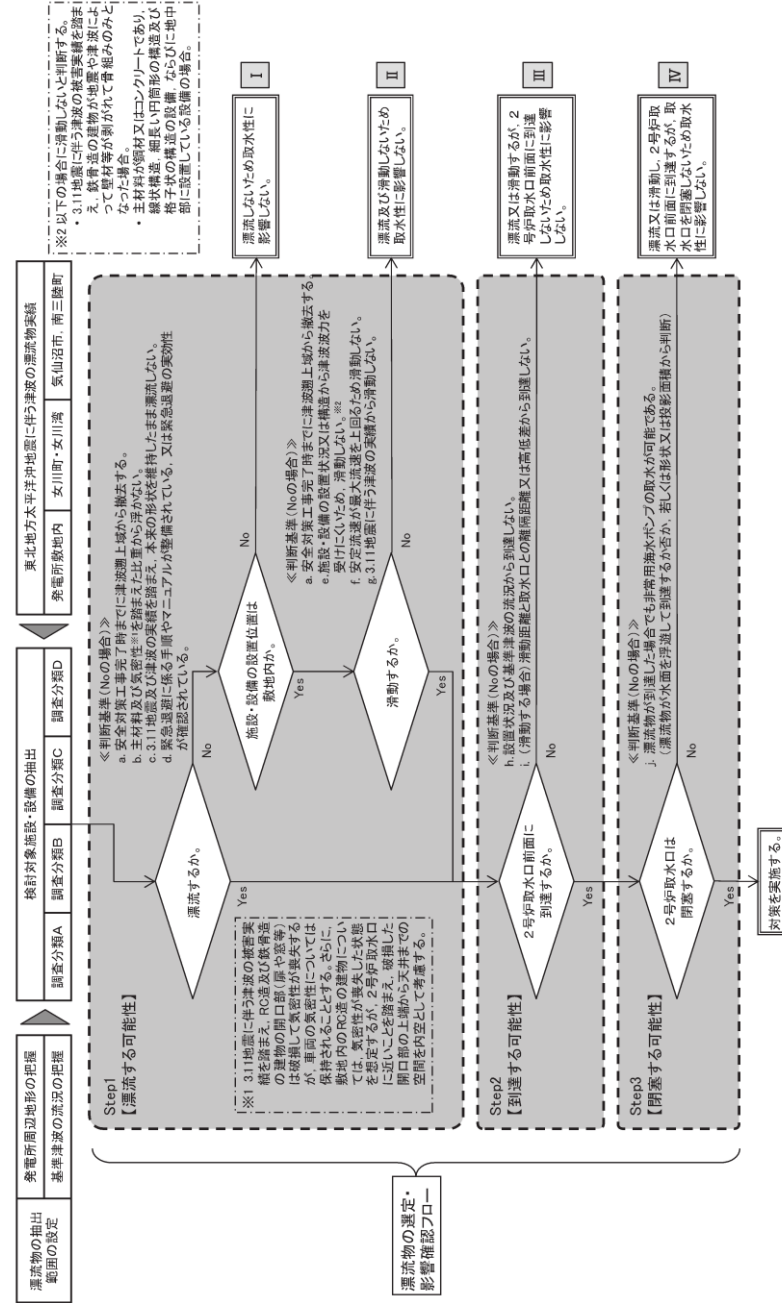 漂流物の抽出
範囲の設定
発電所周辺地形の把握
基準津波の流況の把握
検討対象施設・設備の抽出
調査分類A
調査分類B
調査分類C
調査分類D
東北地方太平洋沖地震に伴う津波の漂流物実績
発電所敷地内
女川町・女川湾
気仙沼市，南三陸町
※2 以下の場合に滑動しないと判断する。
・ 3.11地震に伴う津波の被害実績を踏ま
え，鉄骨造の建物が地震や津波によ
って壁材等が剥がれて骨組みのみと
なった場合。
・ 主材料が鋼材又はコンクリートであり，
線状構造，細長い円筒形の構造及び
格子状の構造の設備，ならびに地中
部に設置している設備の場合。
漂流物の選定・
影響確認フロー
Step1
【漂流する可能性】
漂流するか。
Yes
No
≪判断基準(Noの場合)≫
a. 安全対策工事完了時までに津波遡上域から撤去する。
b. 主材料及び気密性※1を踏まえた比重から浮かない。
c. 3.11地震及び津波の実績を踏まえ，本来の形状を維持したまま漂流しない。
d. 緊急退避に係る手順やマニュアルが整備されている，又は緊急退避の実効性
が確認されている。
※1 3.11地震に伴う津波の被害実
績を踏まえ，RC造及び鉄骨造
の建物の開口部(扉や窓等)
は破損して気密性が喪失する
が，車両の気密性については
保持されることとする。さらに，
敷地内のRC造の建物につい
ては，気密性が喪失した状態
を想定するが，2号炉取水口
に近いことを踏まえ，破損した
開口部の上端から天井までの
空間を内空として考慮する。
施設・設備の設置位置は
敷地内か。
Yes
No
漂流しないため取水性に
影響しない。
Ⅰ
≪判断基準(Noの場合)≫
a. 安全対策工事完了時までに津波遡上域から撤去する。
e. 施設・設備の設置状況又は構造から津波波力を
受けにくいため，滑動しない。※2
f. 安定流速が最大流速を上回るため滑動しない。
g. 3.11地震に伴う津波の実績から滑動しない。
滑動するか。
Yes
No
漂流及び滑動しないため
取水性に影響しない。
Ⅱ
Step2
【到達する可能性】
2号炉取水口前面に
到達するか。
Yes
No
≪判断基準(Noの場合)≫
h. 設置状況及び基準津波の流況から到達しない。
i. (滑動する場合)滑動距離と取水口との離隔距離又は高低差から到達しない。
漂流又は滑動するが，2
号炉取水口前面に到達
しないため取水性に影響
しない。
Ⅲ
Step3
【閉塞する可能性】
2号炉取水口は
閉塞するか。
Yes
No
≪判断基準(Noの場合)≫
j. 漂流物が到達した場合でも非常用海水ポンプの取水が可能である。
(漂流物が水面を浮遊して到達するか否か，若しくは形状又は投影面積から判断)
漂流又は滑動し，2号炉取
水口前面に到達するが，取
水口を閉塞しないため取水
性に影響しない。
Ⅳ
対策を実施する。